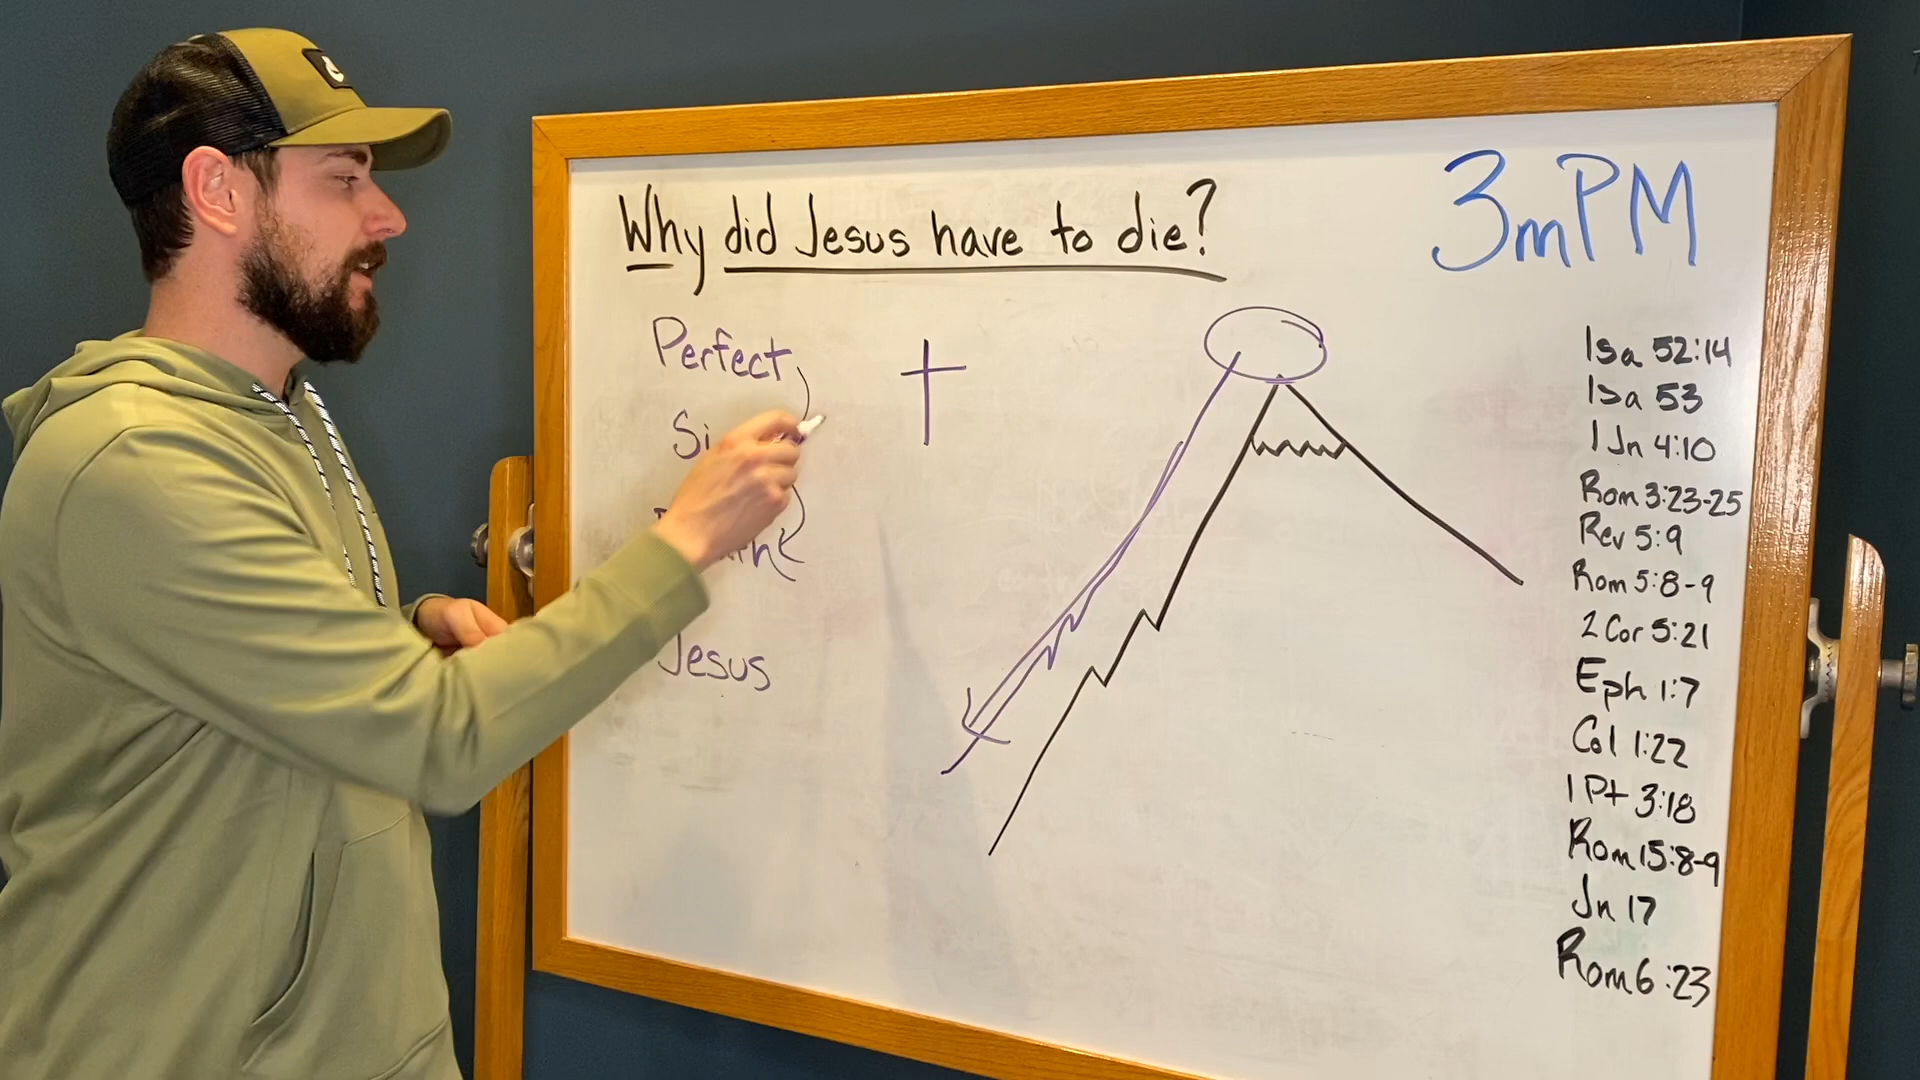 Why did Jesus have to die?
3mPM
Perfect
Jesus
Isa 52:14
Isa 53
1 Jn 4:10
Rom 3:23-25
Rev 5:9
Rom 5:8-9
2 Cor 5:21
Eph 1:7
Col 1:22
1 Pt 3:18
Rom 15:8-9
Jn 17
Rom 6:23